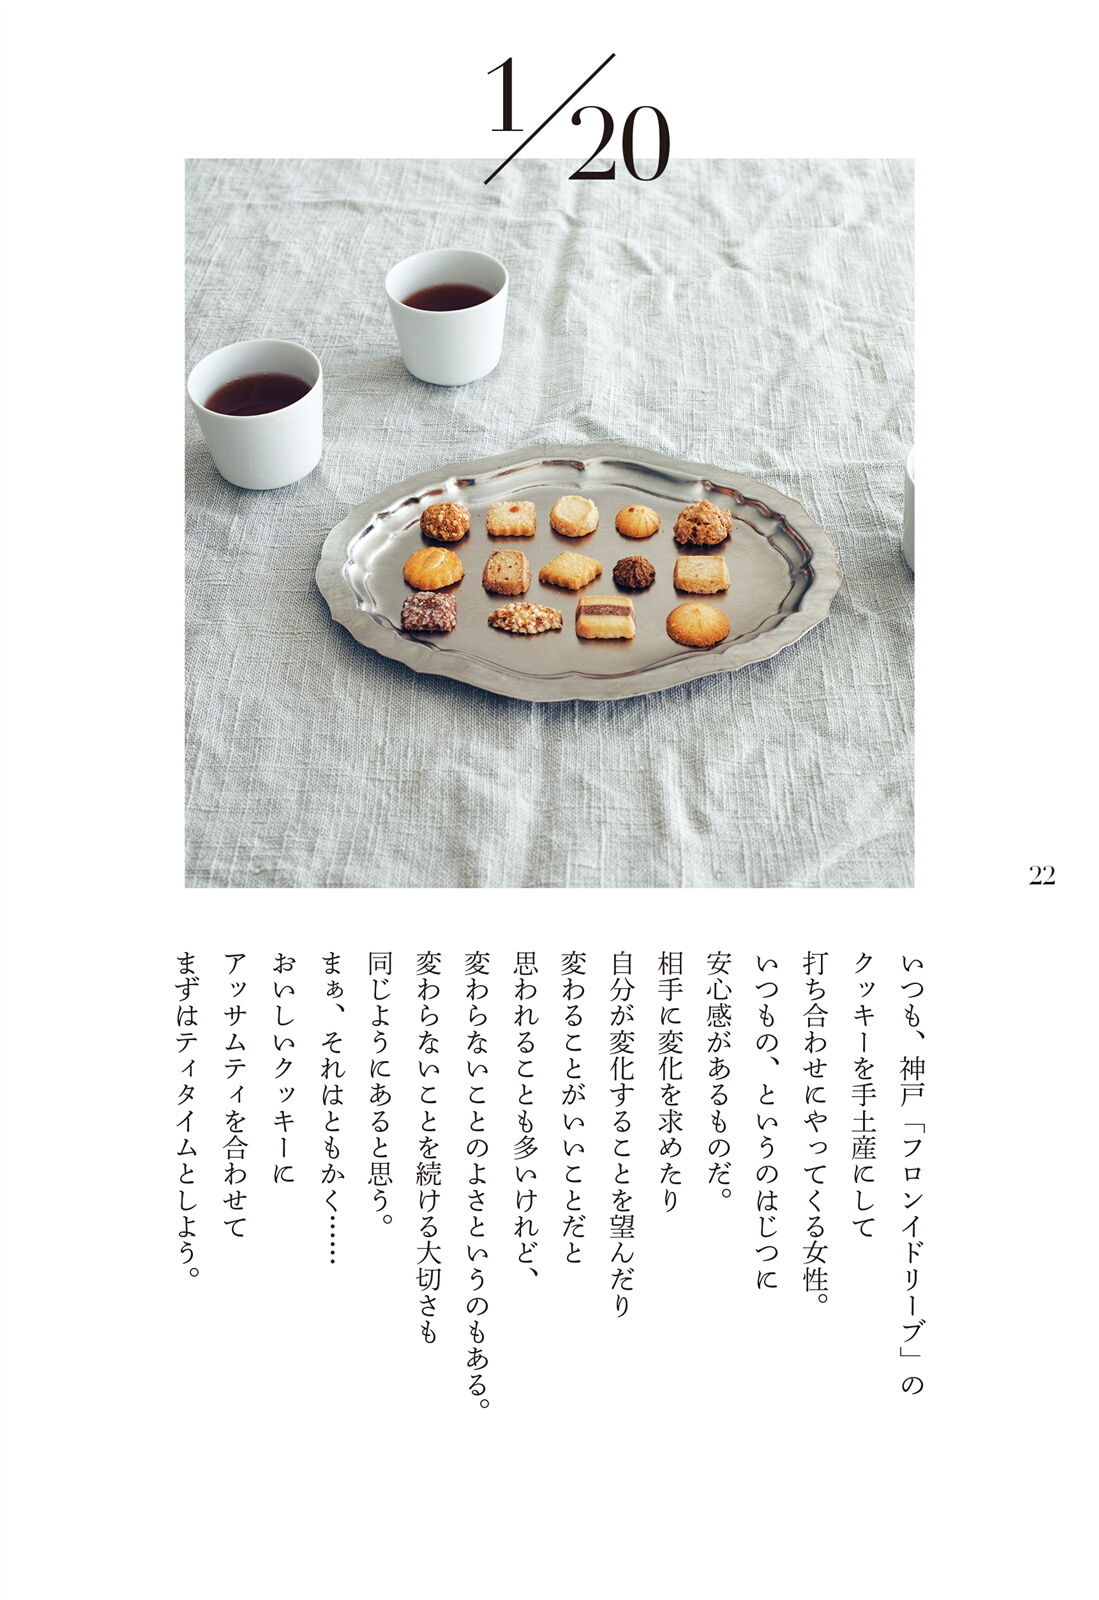 1/20
22
いつも、神戸「フロンイドリーブ」の
クッキーを手土産にして
打ち合わせにやってくる女性。
いつもの、というのはじつに
安心感があるものだ。
相手に変化を求めたり
自分が変化することを望んだり
変わることがいいことだと
思われることも多いけれど、
変わらないことのよさというのもある。
変わらないことを続ける大切さも
同じようにあると思う。
まぁ、それはともかく……
おいしいクッキーに
アッサムティを合わせて
まずはティタイムとしよう。